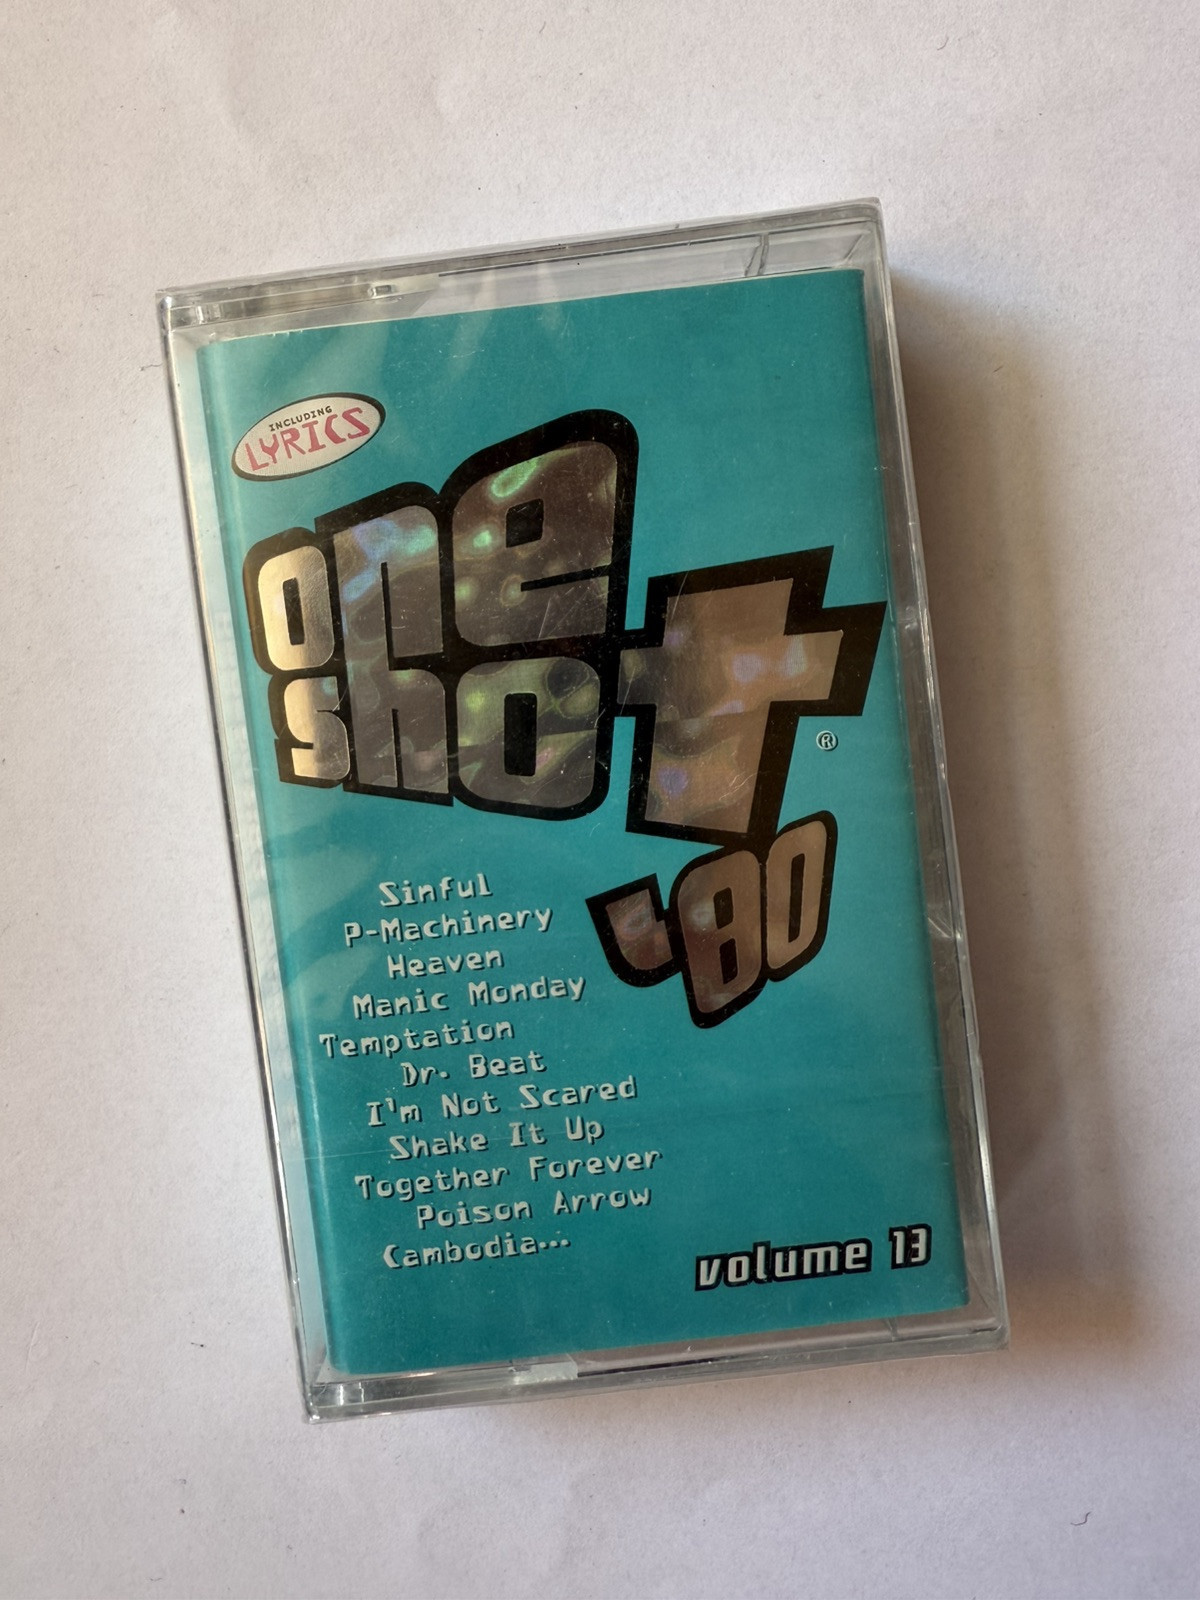 INCLUDING
LYRICS
one
shot
®
'80
Sinful
P-Machinery
Heaven
Manic Monday
Temptation
Dr. Beat
I'm Not Scared
Shake It Up
Together Forever
Poison Arrow
Cambodia...
volume 13